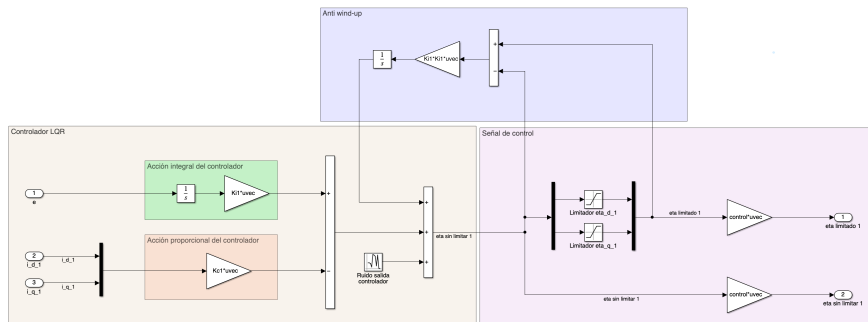 Anti wind-up
1
s
Ki1*Ki1*uvec
+
−
Controlador LQR
Acción integral del controlador
1
e
1
s
Ki1*uvec
+
−
Acción proporcional del controlador
2
i_d_1
i_d_1
3
i_q_1
i_q_1
Kc1*uvec
Ruido salida
controlador
+
+
+
eta sin limitar 1
Señal de control
Limitador eta_d_1
Limitador eta_q_1
eta limitado 1
control*uvec
1
eta limitado 1
eta sin limitar 1
control*uvec
2
eta sin limitar 1